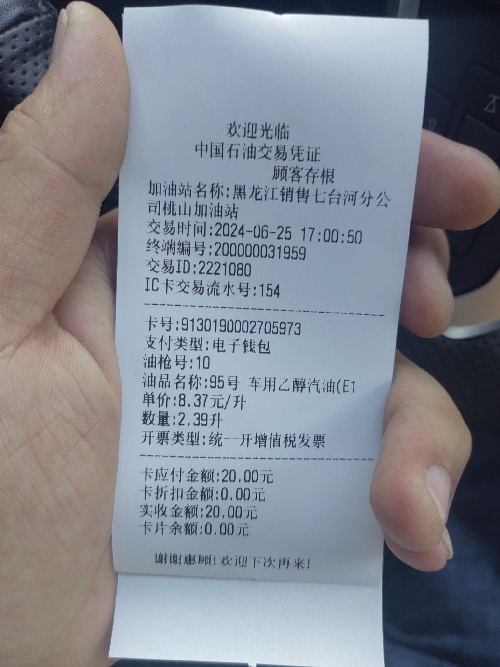 欢迎光临
中国石油交易凭证
顾客存根
加油站名称:黑龙江销售七台河分公
司桃山加油站
交易时间:2024-06-25 17:00:50
终端编号:200000031959
交易ID:2221080
IC卡交易流水号:154
卡号:9130190002705973
支付类型:电子钱包
油枪号:10
油品名称:95号 车用乙醇汽油(E1
单价:8.37元/升
数量:2.39升
开票类型:统一开增值税发票
卡应付金额:20.00元
卡折扣金额:0.00元
实收金额:20.00元
卡片余额:0.00元
谢谢惠顾!欢迎下次再来!